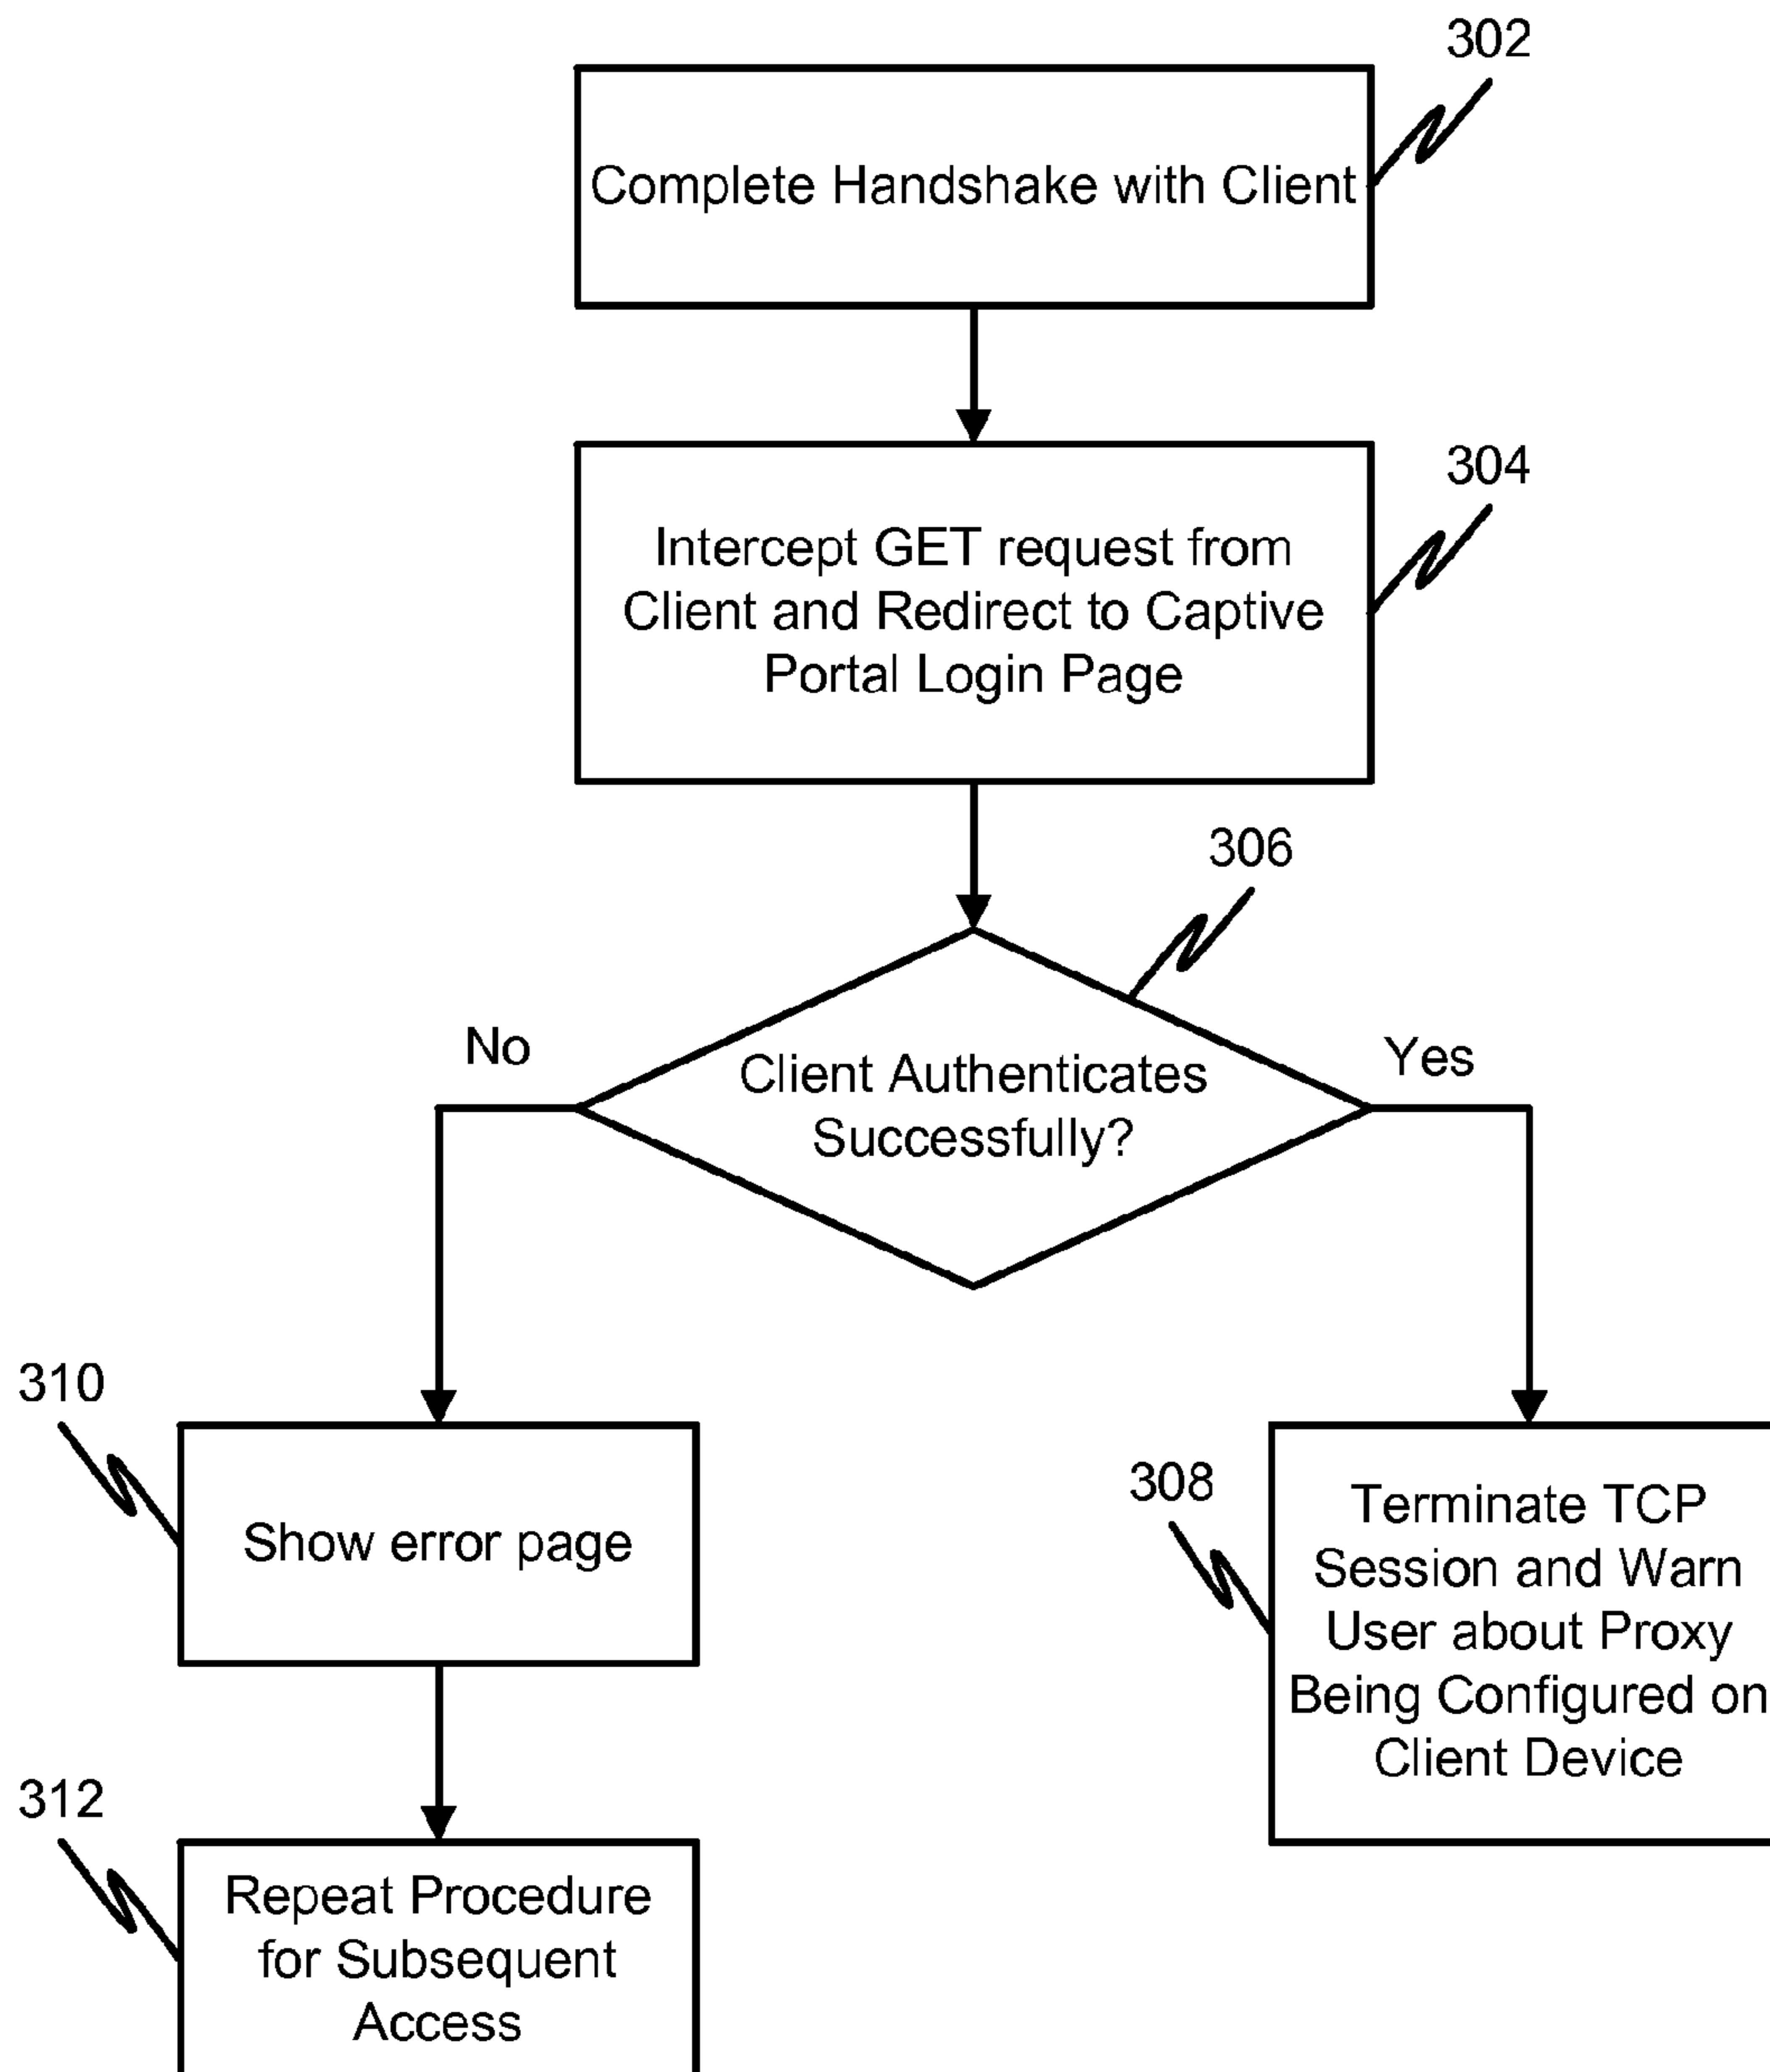 302
Complete Handshake with Client
304
Intercept GET request from
Client and Redirect to Captive
Portal Login Page
306
No
Client Authenticates
Successfully?
Yes
310
Show error page
308
Terminate TCP
Session and Warn
User about Proxy
Being Configured on
Client Device
312
Repeat Procedure
for Subsequent
Access